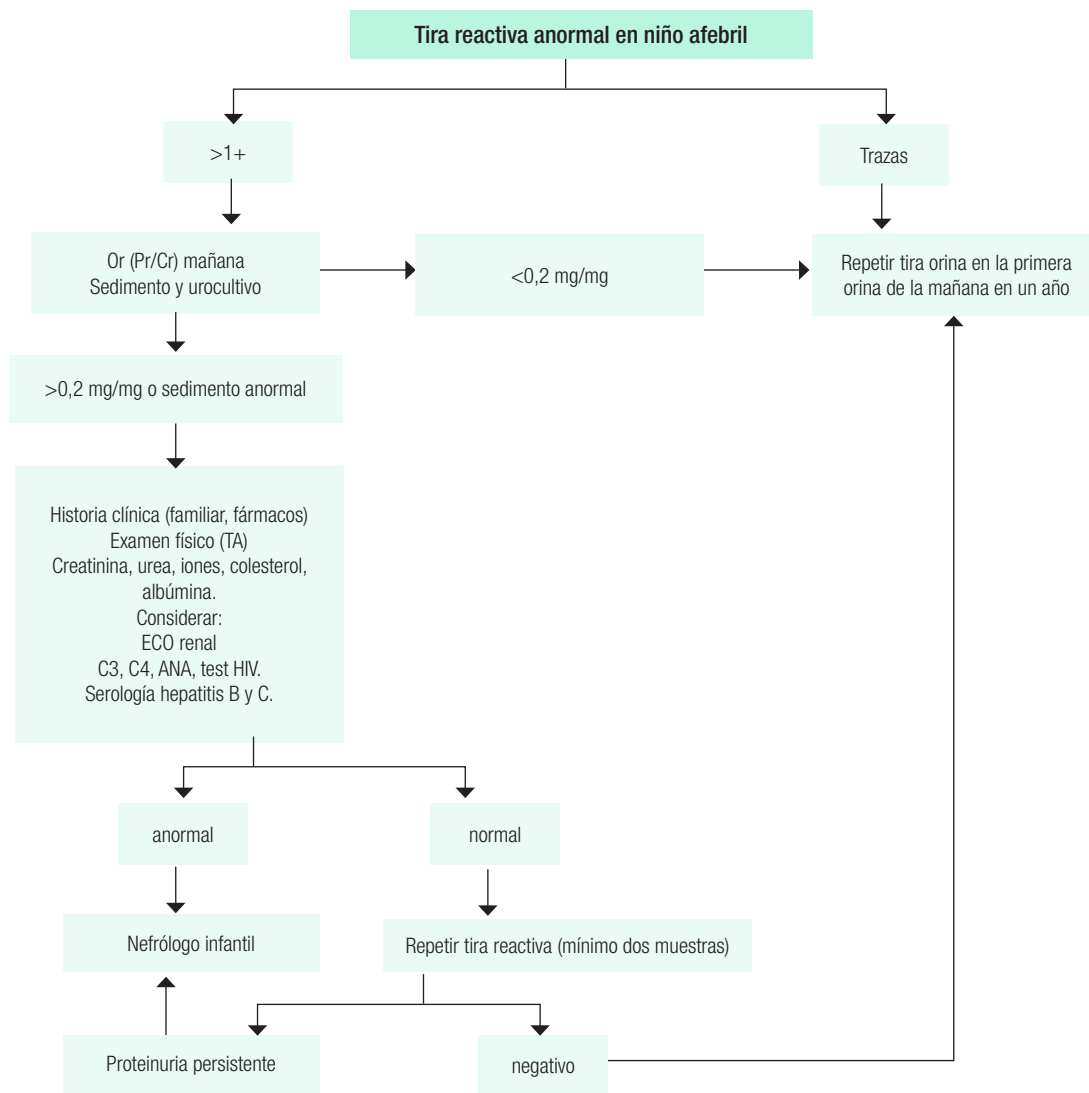 Tira reactiva anormal en niño afebril
>1+
Trazas
Or (Pr/Cr) mañana
Sedimento y urocultivo
<0,2 mg/mg
Repetir tira orina en la primera
orina de la mañana en un año
>0,2 mg/mg o sedimento anormal
Historia clínica (familiar, fármacos)
Examen físico (TA)
Creatinina, urea, iones, colesterol,
albúmina.
Considerar:
ECO renal
C3, C4, ANA, test HIV.
Serología hepatitis B y C.
anormal
normal
Nefrólogo infantil
Repetir tira reactiva (mínimo dos muestras)
Proteinuria persistente
negativo